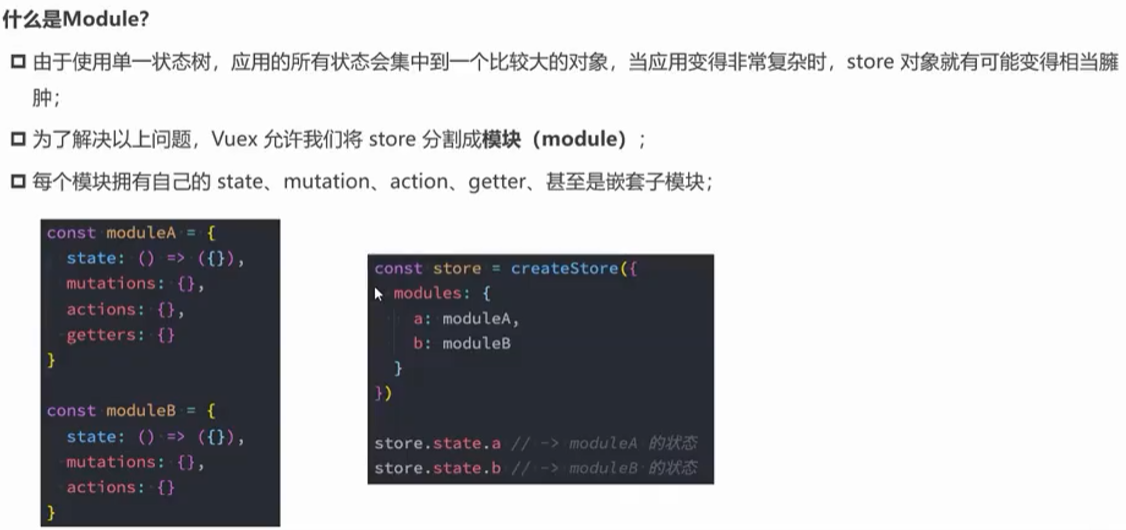 什么是Module?
由于使用单一状态树，应用的所有状态会集中到一个比较大的对象，当应用变得非常复杂时，store 对象就有可能变得相当臃
肿；
为了解决以上问题，Vuex 允许我们将 store 分割成模块（module）；
每个模块拥有自己的 state、mutation、action、getter、甚至是嵌套子模块；
const moduleA = {
state: () => ({}),
mutations: {},
actions: {},
getters: {}
}
const moduleB = {
state: () => ({}),
mutations: {},
actions: {}
}
const store = createStore({
modules: {
a: moduleA,
b: moduleB
}
})
store.state.a // -> moduleA 的状态
store.state.b // -> moduleB 的状态